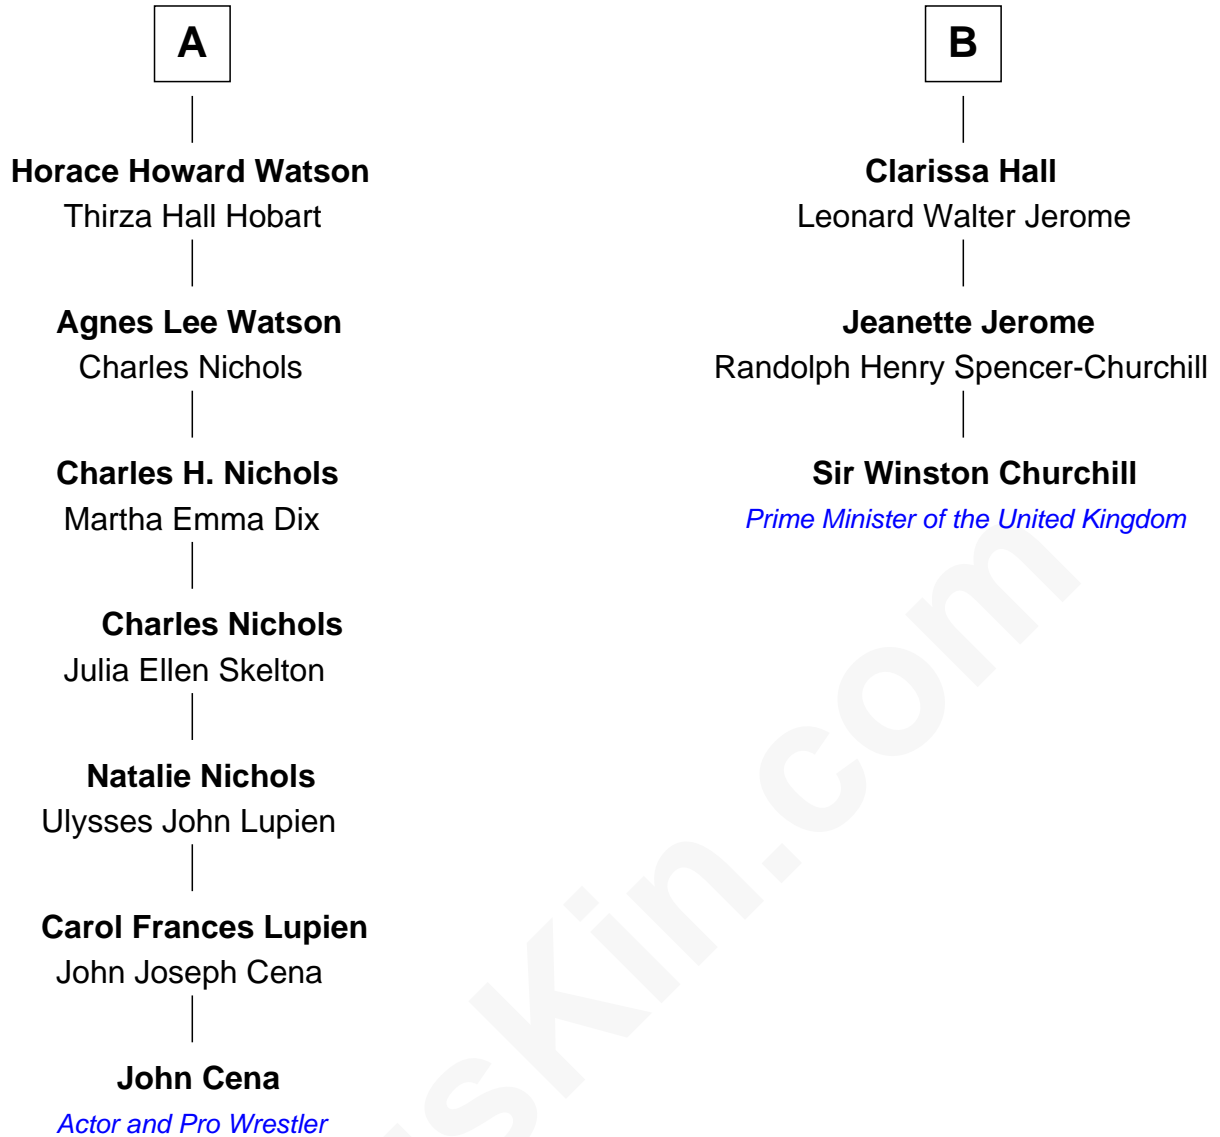 A
Horace Howard Watson
Thirza Hall Hobart
Agnes Lee Watson
Charles Nichols
Charles H. Nichols
Martha Emma Dix
Charles Nichols
Julia Ellen Skelton
Natalie Nichols
Ulysses John Lupien
Carol Frances Lupien
John Joseph Cena
John Cena
Actor and Pro Wrestler
B
Clarissa Hall
Leonard Walter Jerome
Jeanette Jerome
Randolph Henry Spencer-Churchill
Sir Winston Churchill
Prime Minister of the United Kingdom
sKin.com